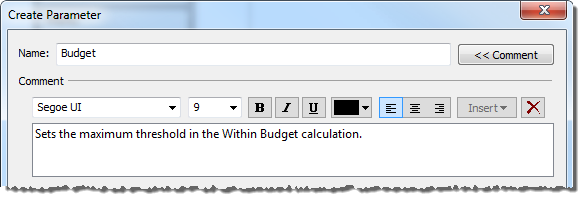 Create Parameter
Name: Budget << Comment
Comment
Segoe UI 9 B I U Insert
Sets the maximum threshold in the Within Budget calculation.